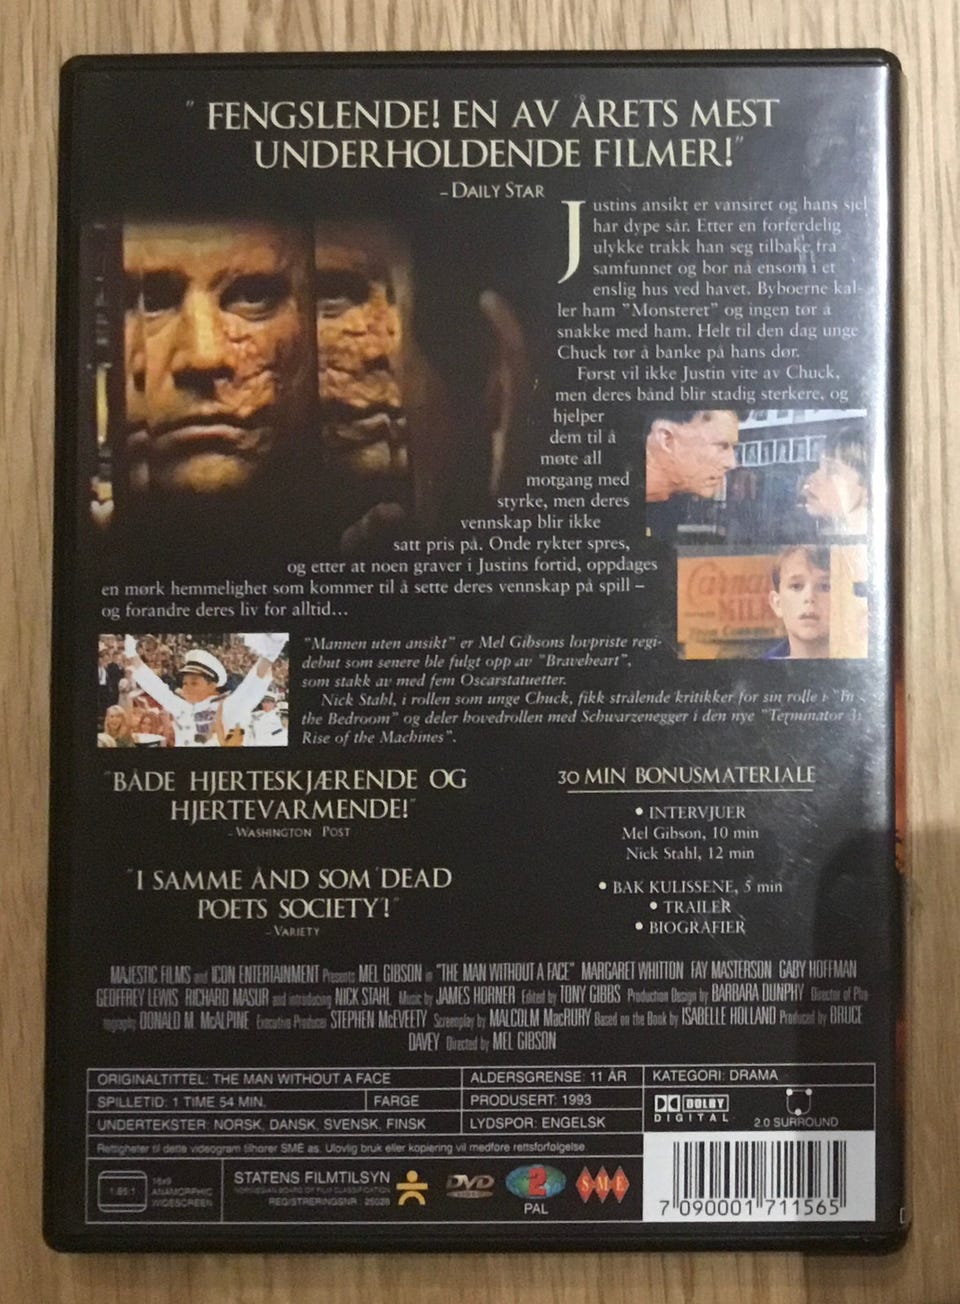 " FENGSLENDE! EN AV ÅRETS MEST
UNDERHOLDENDE FILMER!"
– DAILY STAR
Justins ansikt er vansiret og hans sjel
har dype sår. Etter en forferdelig
ulykke trakk han seg tilbake fra
samfunnet og bor nå ensom i et
enslig hus ved havet. Byboerne kal-
ler ham "Monsteret" og ingen tør å
snakke med ham. Helt til den dag unge
Chuck tør å banke på hans dør.
Først vil ikke Justin vite av Chuck,
men deres bånd blir stadig sterkere, og
hjelper
dem til å
møte all
motgang med
styrke, men deres
vennskap blir ikke
satt pris på. Onde rykter spres,
og etter at noen graver i Justins fortid, oppdages
en mørk hemmelighet som kommer til å sette deres vennskap på spill –
og forandre deres liv for alltid...
Carnation
MILK
"Mannen uten ansikt" er Mel Gibsons lovpriste regi-
debut som senere ble fulgt opp av "Braveheart",
som stakk av med fem Oscarstatuetter.
Nick Stahl, i rollen som unge Chuck, fikk strålende kritikker for sin rolle i "In
the Bedroom" og deler hovedrollen med Schwarzenegger i den nye "Terminator 3:
Rise of the Machines".
"BÅDE HJERTESKJÆRENDE OG
HJERTEVARMENDE!"
– WASHINGTON POST
"I SAMME ÅND SOM 'DEAD
POETS SOCIETY'!"
– VARIETY
30 MIN BONUSMATERIALE
• INTERVJUER
Mel Gibson, 10 min
Nick Stahl, 12 min
• BAK KULISSENE, 5 min
• TRAILER
• BIOGRAFIER
MAJESTIC FILMS and ICON ENTERTAINMENT Presents MEL GIBSON in "THE MAN WITHOUT A FACE" MARGARET WHITTON FAY MASTERSON GABY HOFFMAN
GEOFFREY LEWIS RICHARD MASUR and introducing NICK STAHL Music by JAMES HORNER Edited by TONY GIBBS Production Design by BARBARA DUNPHY Director of Pho-
tography DONALD M. McALPINE Executive Producer STEPHEN McEVEETY Screenplay by MALCOLM MacRURY Based on the Book by ISABELLE HOLLAND Produced by BRUCE
DAVEY Directed by MEL GIBSON
ORIGINALTITTEL: THE MAN WITHOUT A FACE
ALDERSGRENSE: 11 ÅR
KATEGORI: DRAMA
SPILLETID: 1 TIME 54 MIN.
FARGE
PRODUSERT: 1993
UNDERTEKSTER: NORSK, DANSK, SVENSK, FINSK
LYDSPOR: ENGELSK
DOLBY
DIGITAL
2.0 SURROUND
Rettigheter til dette videogram tilhører SME as. Ulovlig bruk eller kopiering vil medføre rettsforfølgelse
1.85:1
16x9
ANAMORPHIC
WIDESCREEN
STATENS FILMTILSYN
NORWEGIAN BOARD OF FILM CLASSIFICATION
REGISTRERINGSNR. 25028
DVD
VIDEO
2
PAL
SME
7 090001 711565